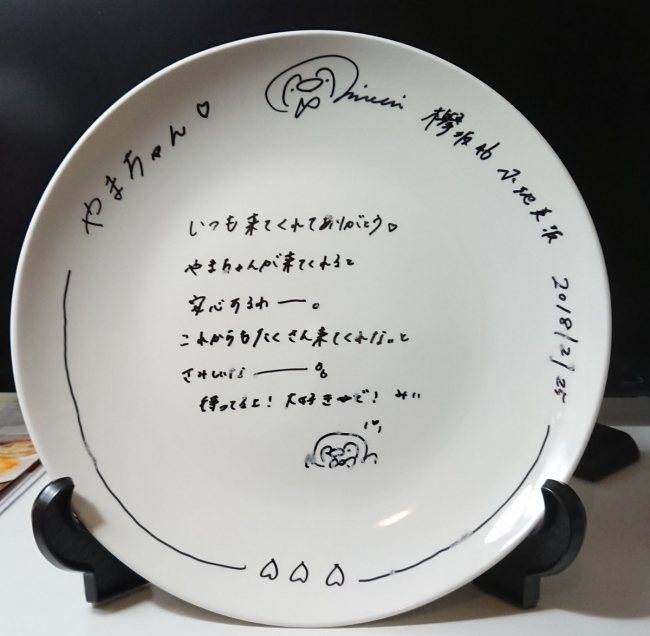 やまちゃん♡
minami
欅坂46 小池美波
2018/2/25
いつも来てくれてありがとう♡
やまちゃんが来てくれると
安心するわー。
これからもたくさん来てくれな。と
さみしいなー。
待ってるよ！大好きやで！ みい